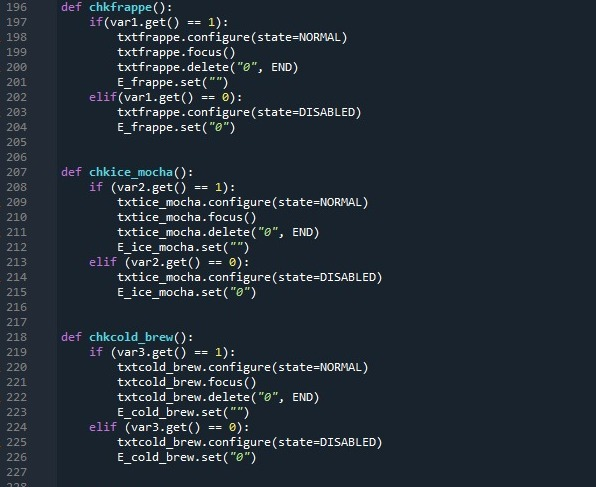 196 def chkfrappe():
197     if(var1.get() == 1):
198         txtfrappe.configure(state=NORMAL)
199         txtfrappe.focus()
200         txtfrappe.delete("0", END)
201         E_frappe.set("")
202     elif(var1.get() == 0):
203         txtfrappe.configure(state=DISABLED)
204         E_frappe.set("0")
205
206
207 def chkice_mocha():
208     if (var2.get() == 1):
209         txtice_mocha.configure(state=NORMAL)
210         txtice_mocha.focus()
211         txtice_mocha.delete("0", END)
212         E_ice_mocha.set("")
213     elif (var2.get() == 0):
214         txtice_mocha.configure(state=DISABLED)
215         E_ice_mocha.set("0")
216
217
218 def chkcold_brew():
219     if (var3.get() == 1):
220         txtcold_brew.configure(state=NORMAL)
221         txtcold_brew.focus()
222         txtcold_brew.delete("0", END)
223         E_cold_brew.set("")
224     elif (var3.get() == 0):
225         txtcold_brew.configure(state=DISABLED)
226         E_cold_brew.set("0")
227
228